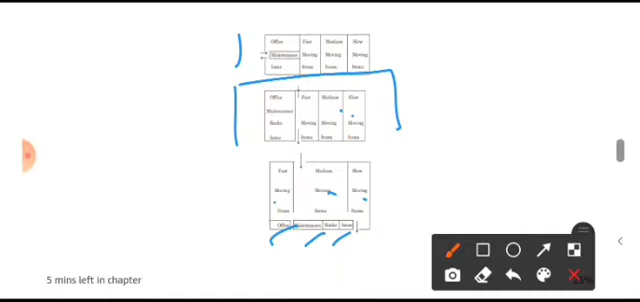 Office Fast Medium Slow
Maintenance Moving Moving Moving
Items Items Items
Office Fast Medium Slow
Maintenance
Racks Moving Moving Moving
Items Items Items
Fast Medium Slow
Moving Moving Moving
Items Items Items
Office Maintenance Racks
5 mins left in chapter